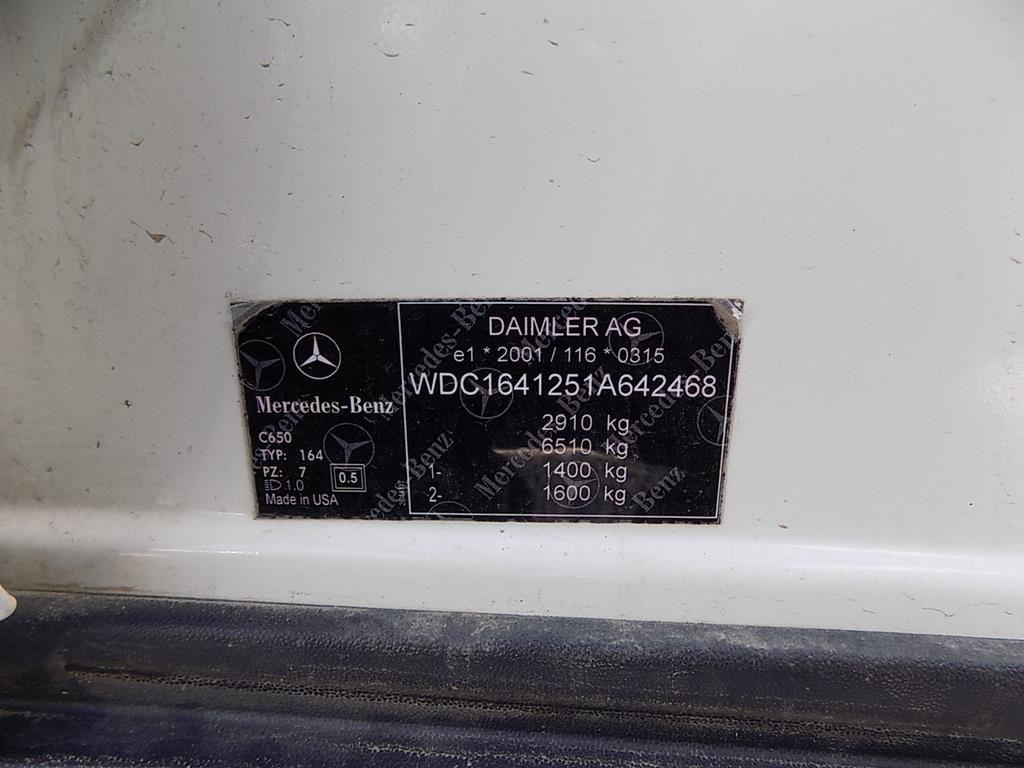 Mercedes-Benz
C650
TYP: 164
PZ: 7
1.0
0.5
Made in USA
DAIMLER AG
e1 * 2001 / 116 * 0315
WDC1641251A642468
2910 kg
6510 kg
1- 1400 kg
2- 1600 kg